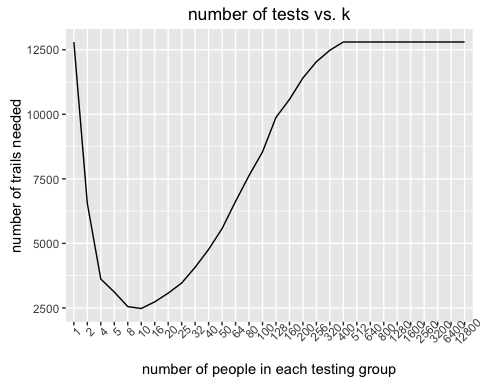 number of tests vs. k
number of trails needed
12500
10000
7500
5000
2500
1 2 4 5 8 10 16 20 25 32 40 50 64 80 100 128 160 200 256 320 400 512 640 800 1280 1600 2560 3200 6400 12800
number of people in each testing group